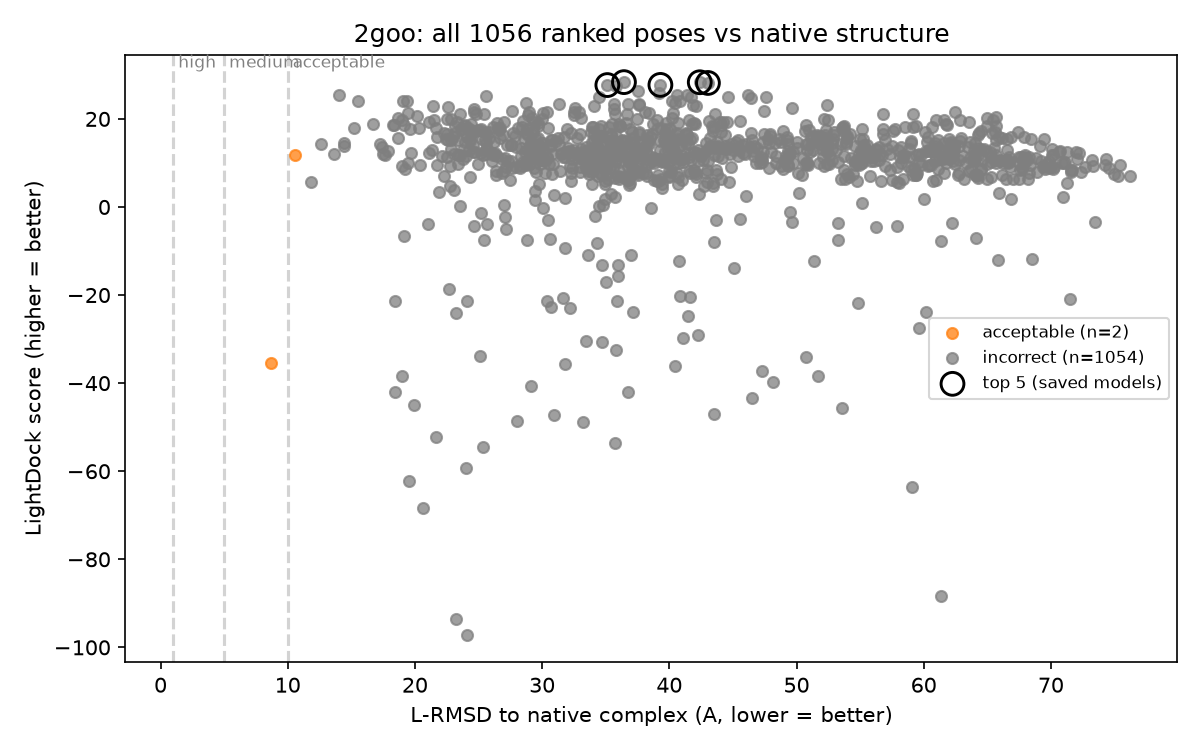 2goo: all 1056 ranked poses vs native structure
high
medium
acceptable
LightDock score (higher = better)
20
0
−20
−40
−60
−80
−100
acceptable (n=2)
incorrect (n=1054)
top 5 (saved models)
0 10 20 30 40 50 60 70
L-RMSD to native complex (A, lower = better)